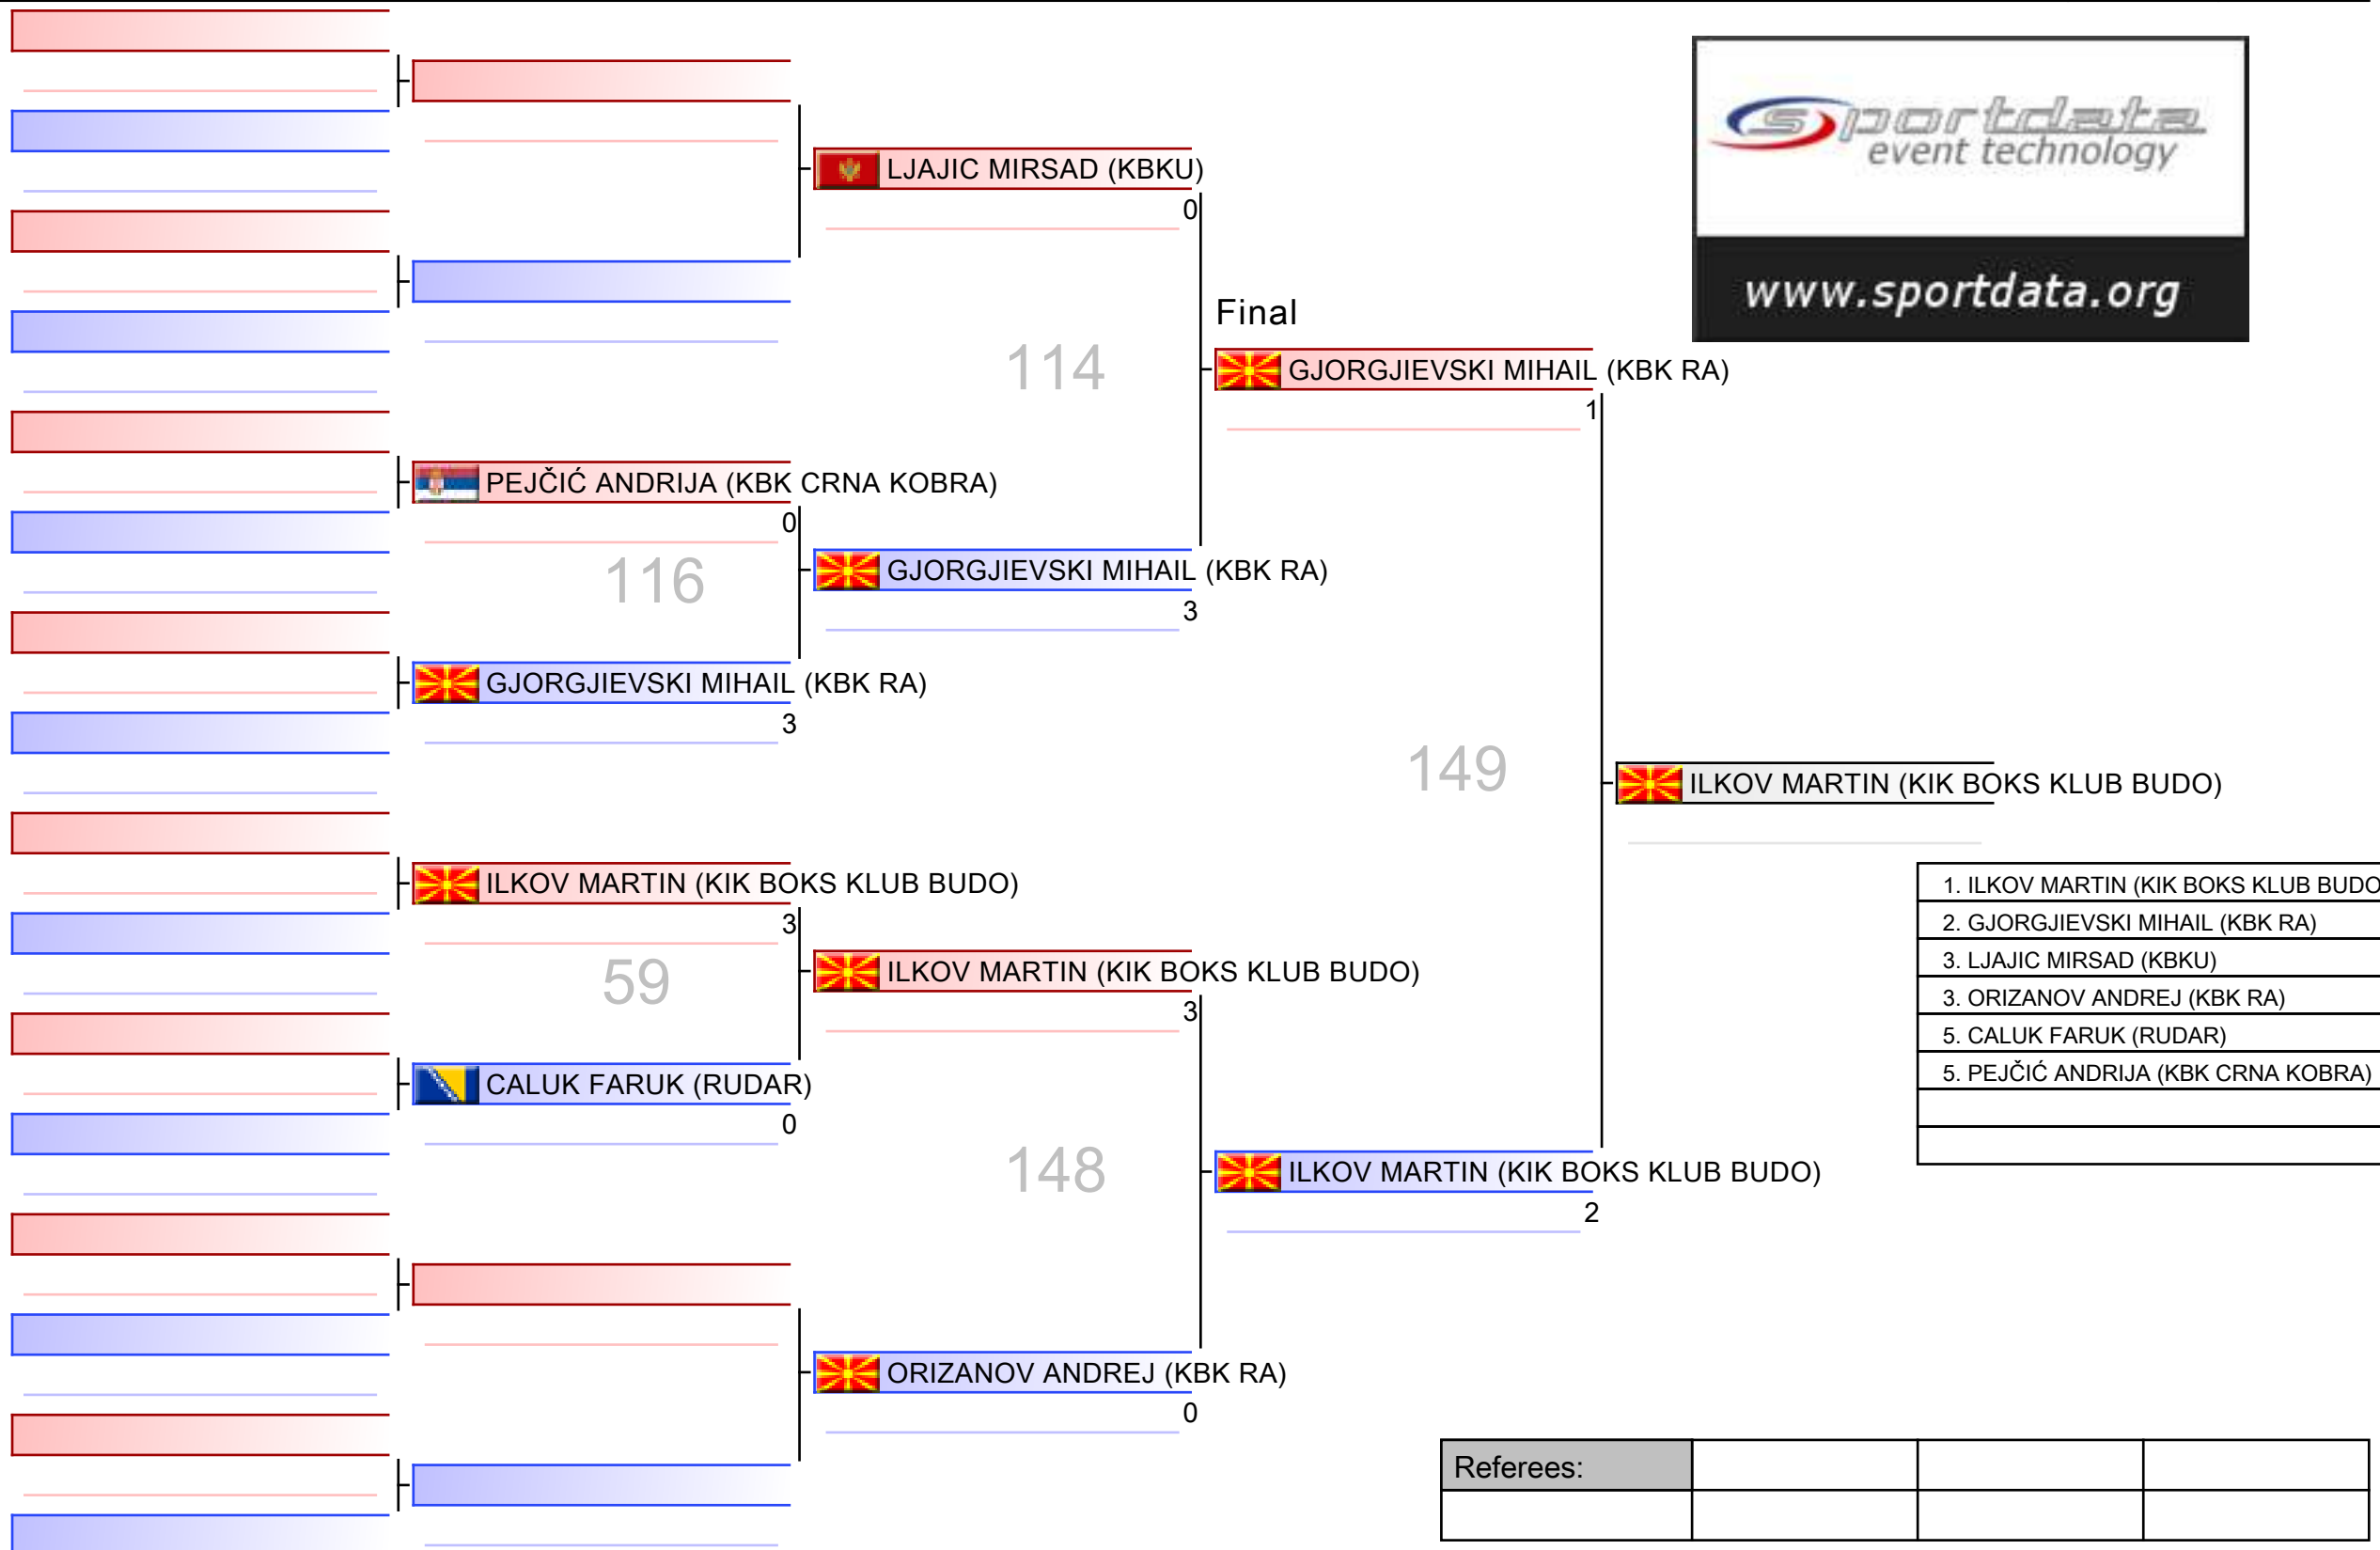 sportdata
event technology
www.sportdata.org
LJAJIC MIRSAD (KBKU)
0
Final
114
GJORGJIEVSKI MIHAIL (KBK RA)
1
PEJČIĆ ANDRIJA (KBK CRNA KOBRA)
0
116
GJORGJIEVSKI MIHAIL (KBK RA)
3
GJORGJIEVSKI MIHAIL (KBK RA)
3
149
ILKOV MARTIN (KIK BOKS KLUB BUDO)
ILKOV MARTIN (KIK BOKS KLUB BUDO)
3
59
ILKOV MARTIN (KIK BOKS KLUB BUDO)
3
CALUK FARUK (RUDAR)
0
148
ILKOV MARTIN (KIK BOKS KLUB BUDO)
2
ORIZANOV ANDREJ (KBK RA)
0
1. ILKOV MARTIN (KIK BOKS KLUB BUDO
2. GJORGJIEVSKI MIHAIL (KBK RA)
3. LJAJIC MIRSAD (KBKU)
3. ORIZANOV ANDREJ (KBK RA)
5. CALUK FARUK (RUDAR)
5. PEJČIĆ ANDRIJA (KBK CRNA KOBRA)
Referees: